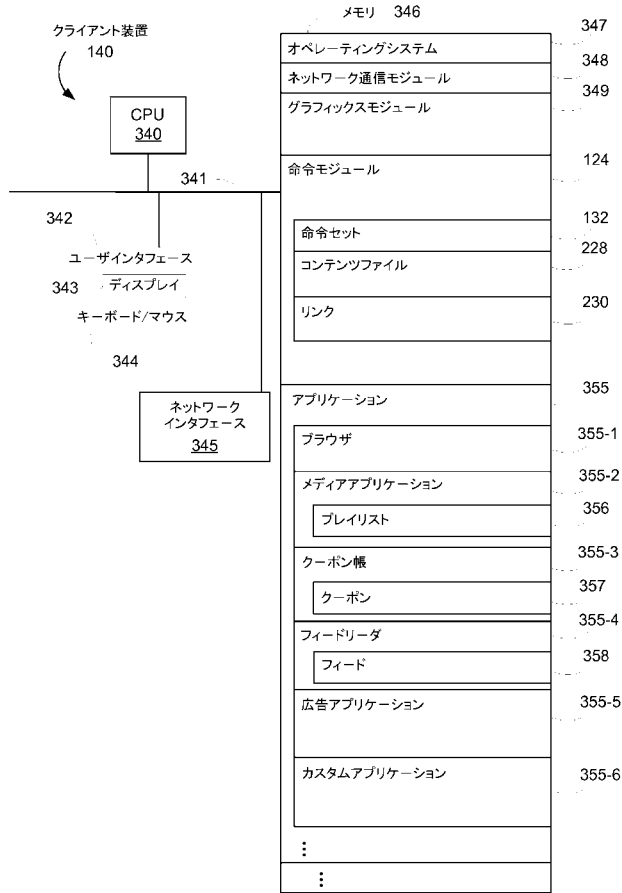 クライアント装置
140
CPU
340
341
342
ユーザインタフェース
343
ディスプレイ
キーボード/マウス
344
ネットワーク
インタフェース
345
メモリ 346
オペレーティングシステム 347
ネットワーク通信モジュール 348
グラフィックスモジュール 349
命令モジュール 124
命令セット 132
コンテンツファイル 228
リンク 230
アプリケーション 355
ブラウザ 355-1
メディアアプリケーション 355-2
プレイリスト 356
クーポン帳 355-3
クーポン 357
フィードリーダ 355-4
フィード 358
広告アプリケーション 355-5
カスタムアプリケーション 355-6
⋮
⋮